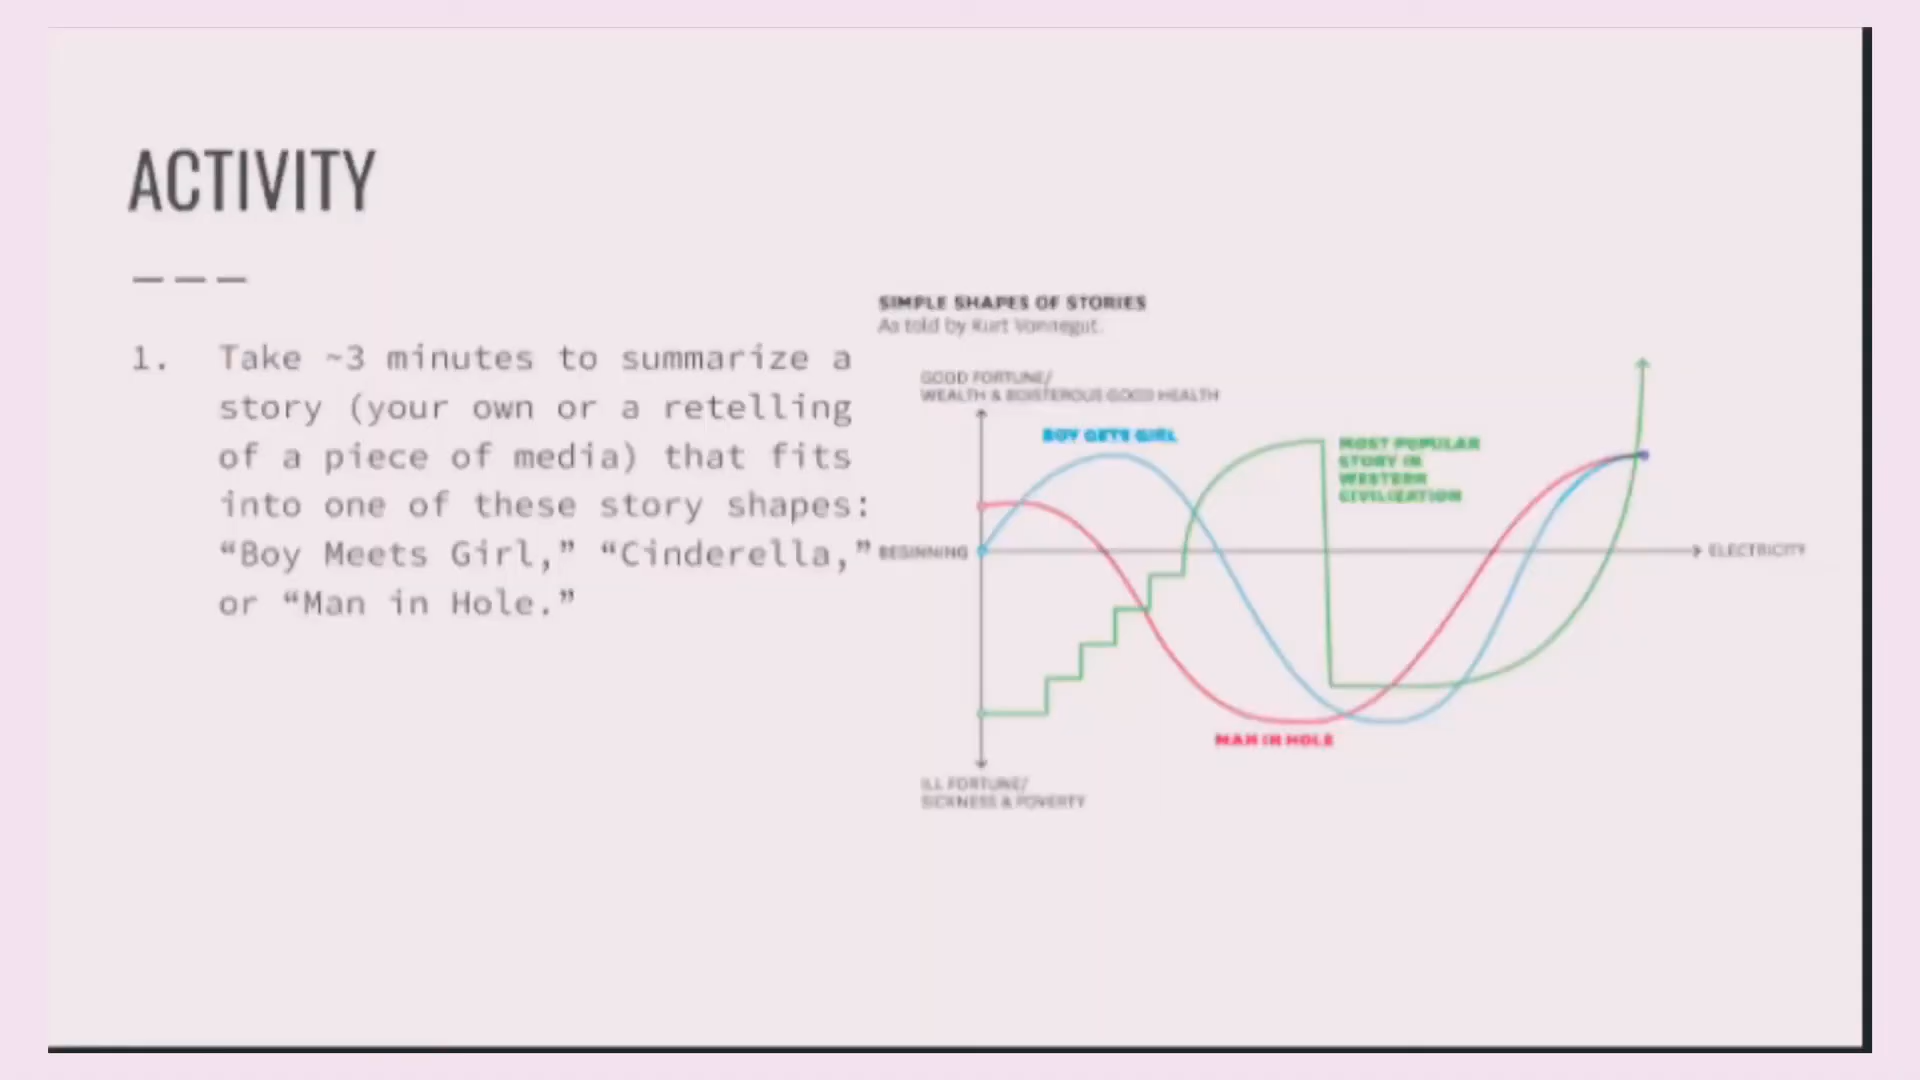 ACTIVITY
1. Take ~3 minutes to summarize a
story (your own or a retelling
of a piece of media) that fits
into one of these story shapes:
“Boy Meets Girl,” “Cinderella,”
or “Man in Hole.”
SIMPLE SHAPES OF STORIES
As told by Kurt Vonnegut.
GOOD FORTUNE/
WEALTH & BOISTEROUS GOOD HEALTH
BOY GETS GIRL
MOST POPULAR
STORY IN
WESTERN
CIVILIZATION
BEGINNING
ELECTRICITY
MAN IN HOLE
ILL FORTUNE/
SICKNESS & POVERTY